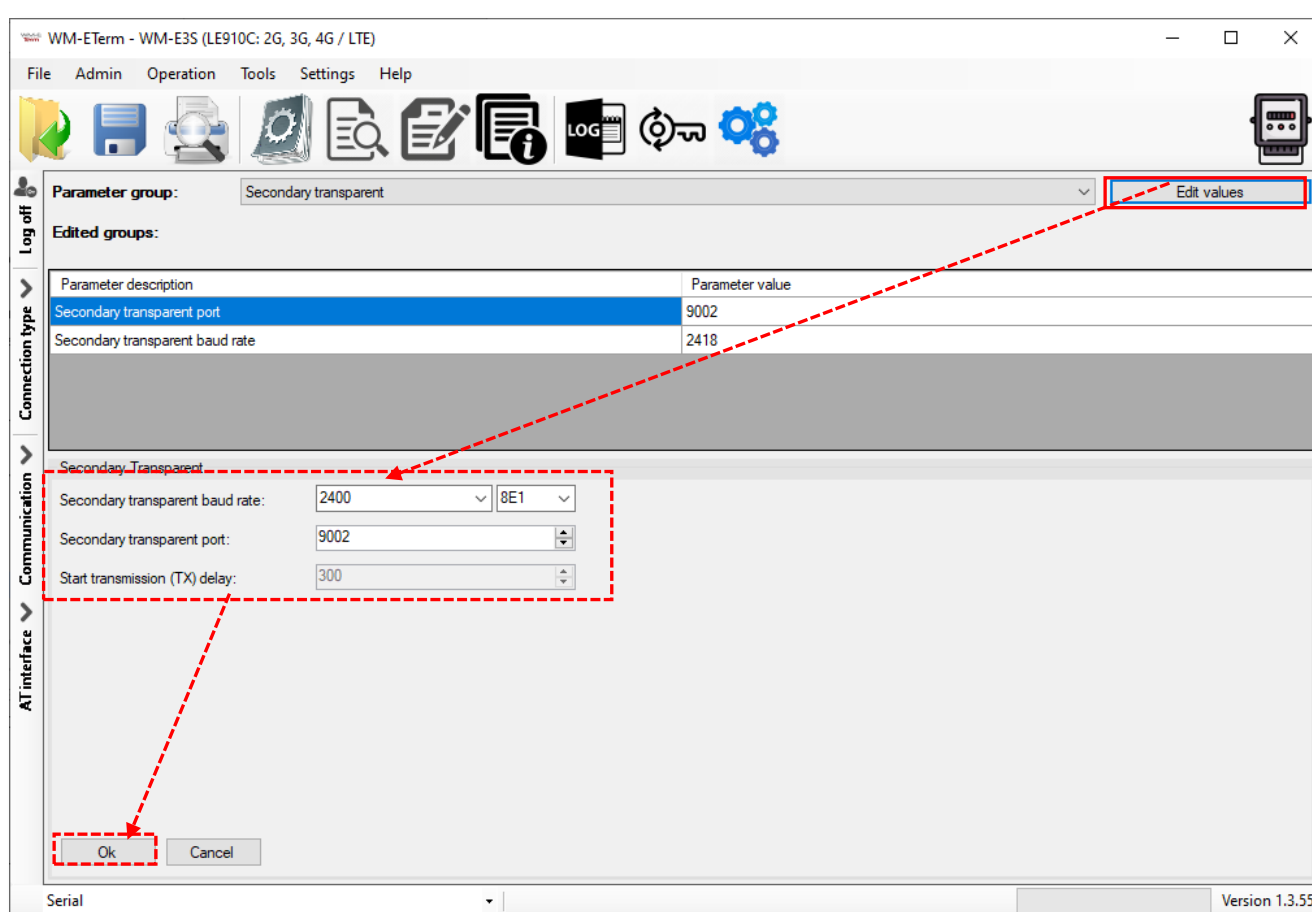 WM-ETerm - WM-E3S (LE910C: 2G, 3G, 4G / LTE)
File Admin Operation Tools Settings Help
LOG
Parameter group: Secondary transparent Edit values
Edited groups:
Parameter description Parameter value
Secondary transparent port 9002
Secondary transparent baud rate 2418
Secondary Transparent
Secondary transparent baud rate: 2400 8E1
Secondary transparent port: 9002
Start transmission (TX) delay: 300
Ok Cancel
Log off
Connection type
Communication
AT interface
Serial Version 1.3.55